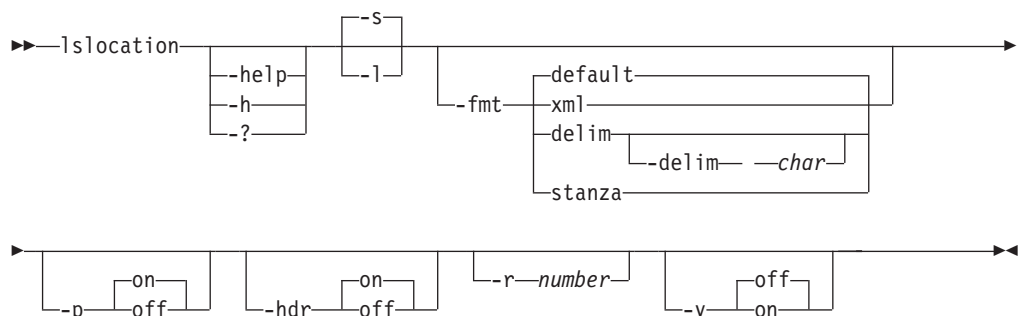 -s
lslocation
-help
-l
-h
-?
default
-fmt
xml
delim
-delim char
stanza
on
on
off
-p off
-hdr off
-r number
-v on